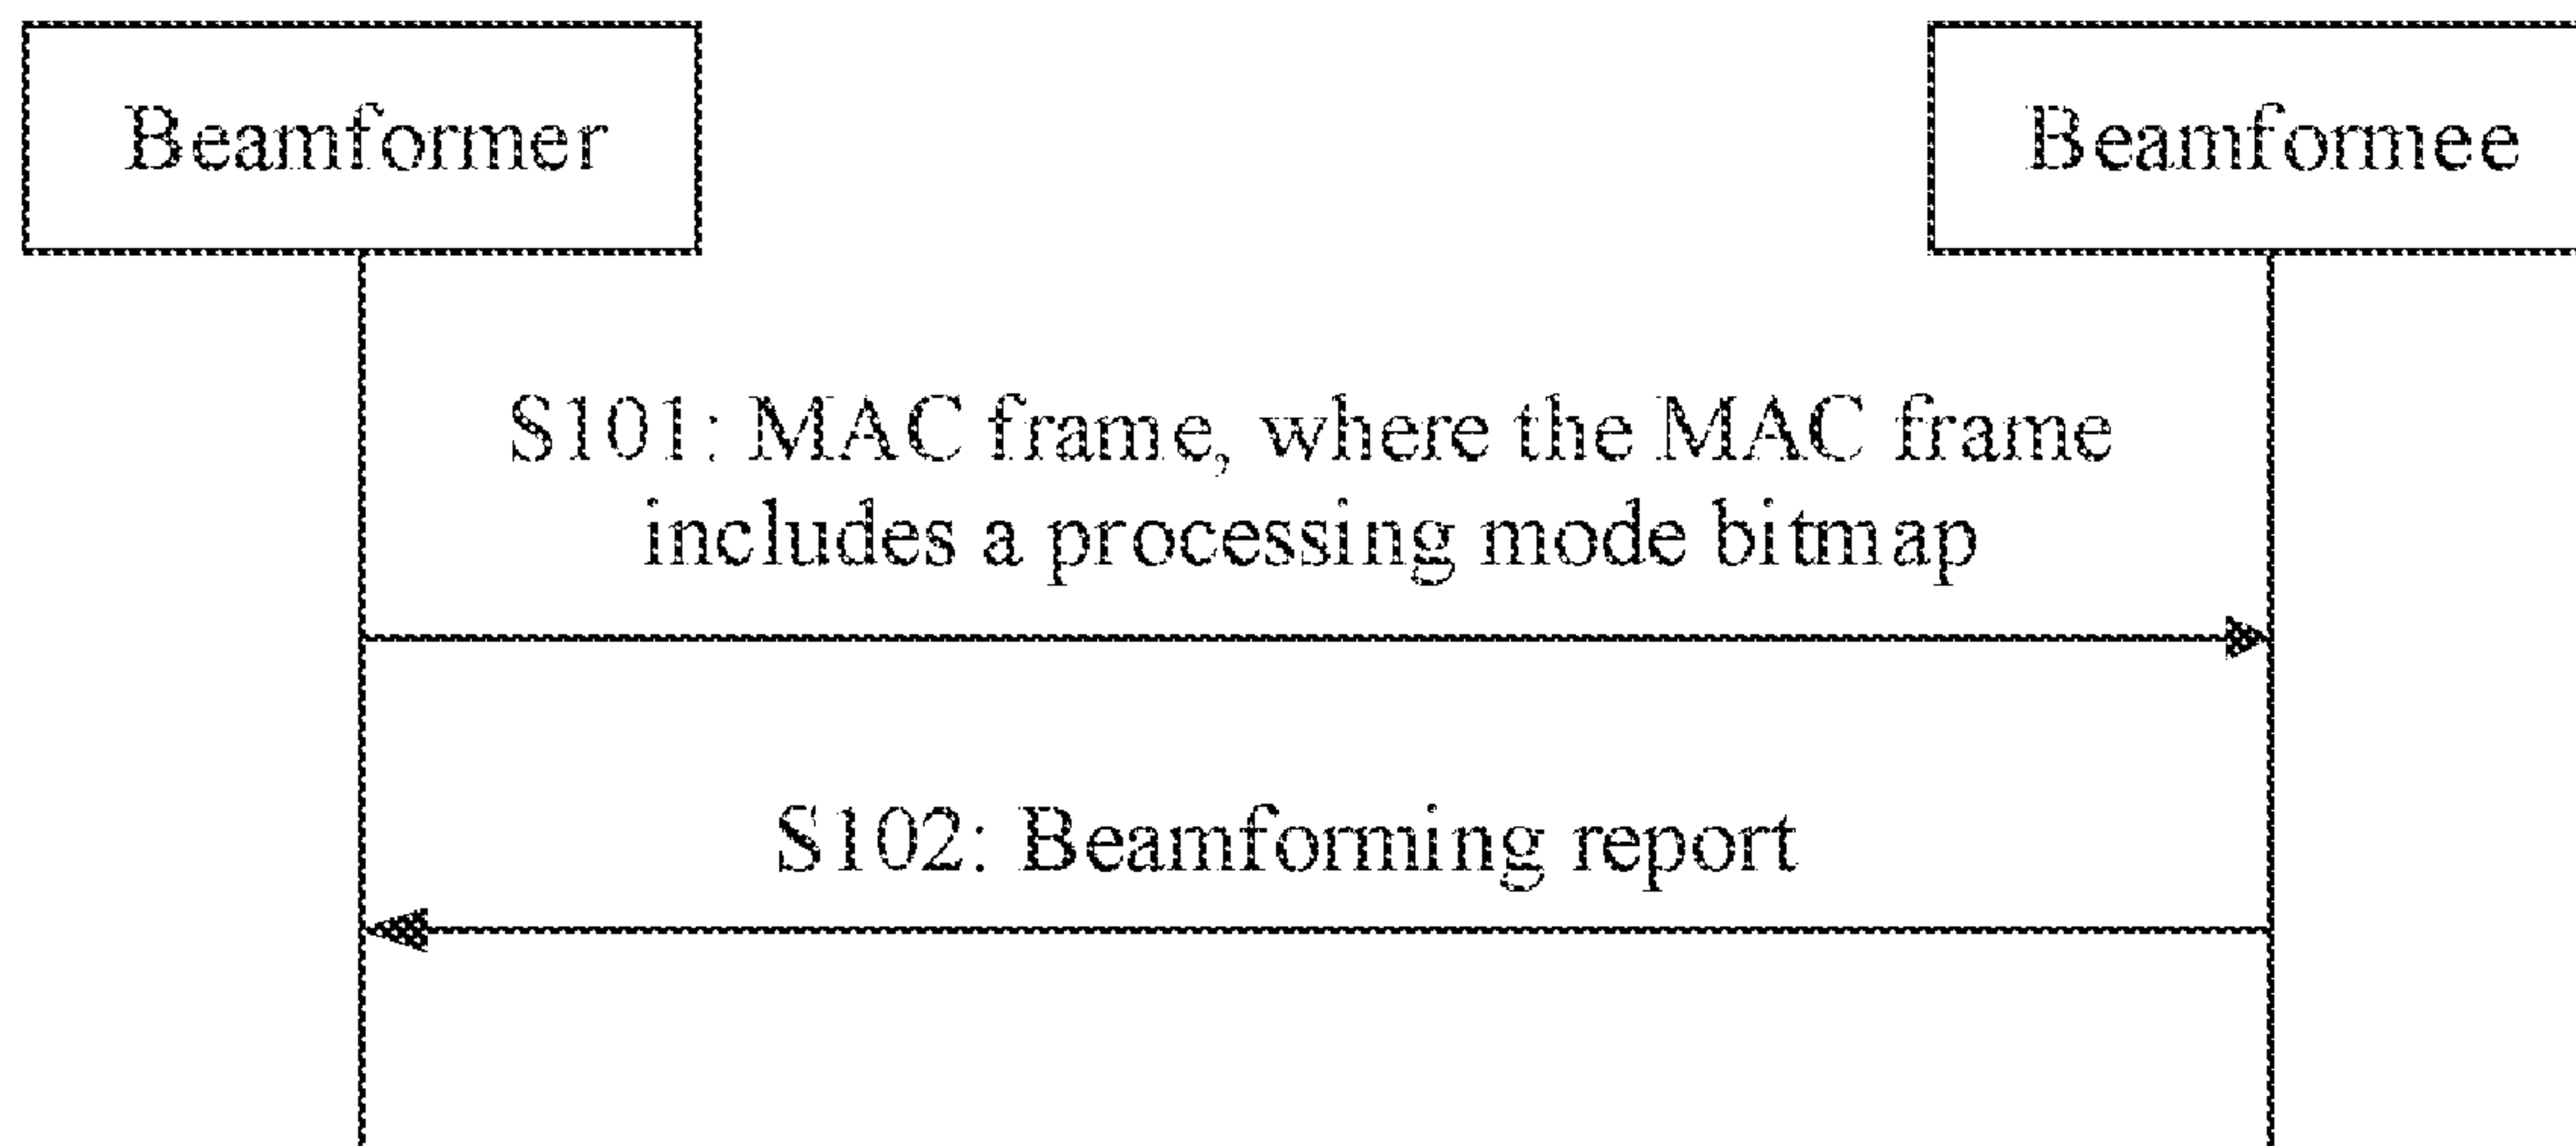 Beamformer
Beamformee
S101: MAC frame, where the MAC frame
includes a processing mode bitmap
S102: Beamforming report